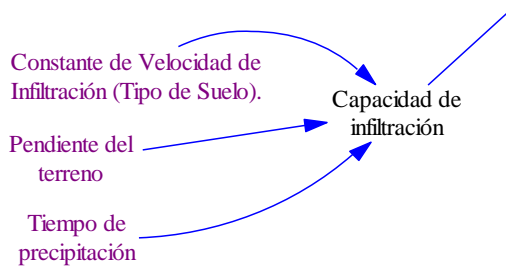 Constante de Velocidad de
Infiltración (Tipo de Suelo).
Capacidad de
infiltración
Pendiente del
terreno
Tiempo de
precipitación